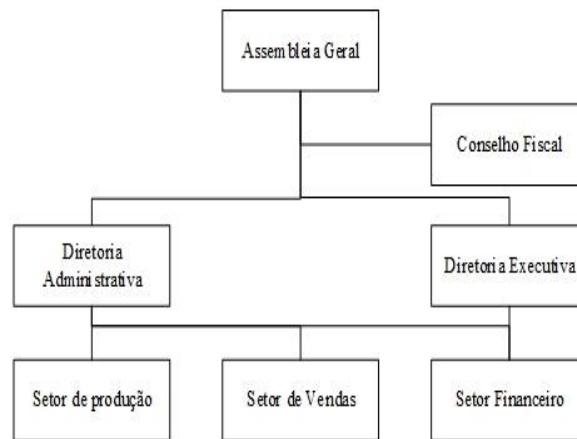 Assembleia Geral
Conselho Fiscal
Diretoria
Administrativa
Diretoria Executiva
Setor de produção
Setor de Vendas
Setor Financeiro